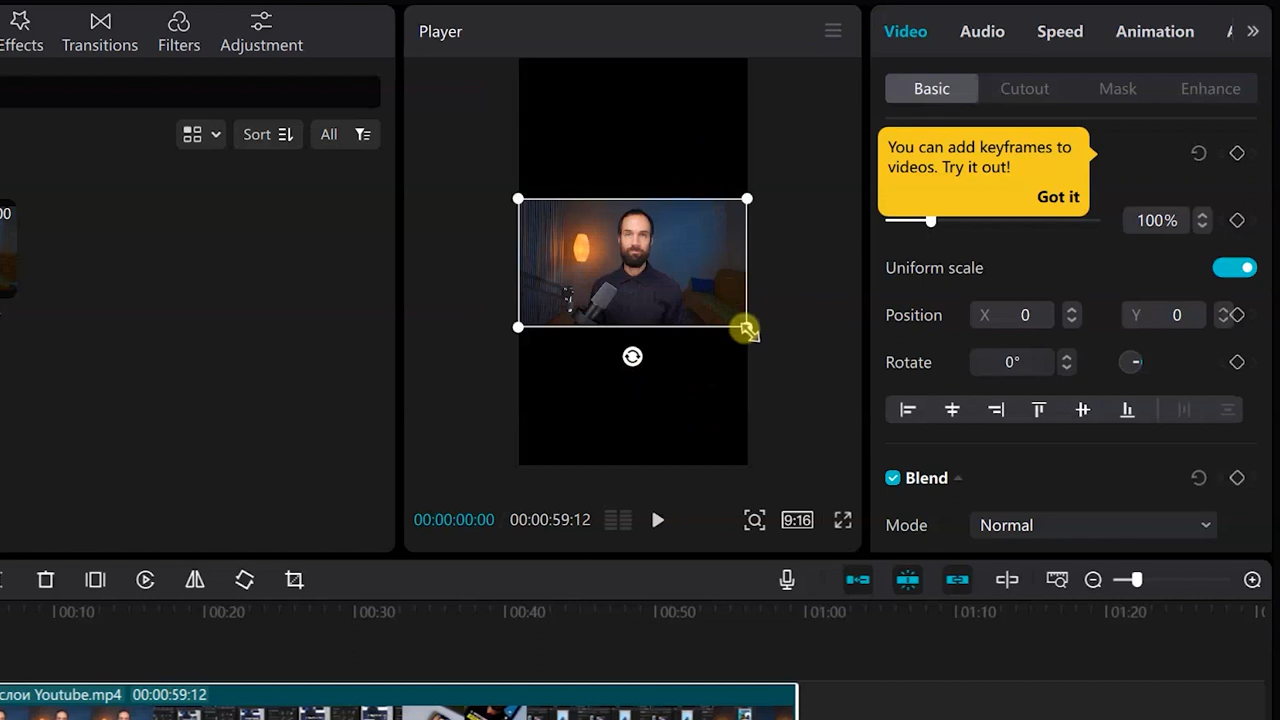 Effects
Transitions
Filters
Adjustment
Sort
All
00
Player
00:00:00:00
00:00:59:12
9:16
Video
Audio
Speed
Animation
Basic
Cutout
Mask
Enhance
You can add keyframes to
videos. Try it out!
Got it
100%
Uniform scale
Position X 0 Y 0
Rotate 0°
Blend
Mode Normal
00:10 00:20 00:30 00:40 00:50 01:00 01:10 01:20
слои Youtube.mp4 00:00:59:12